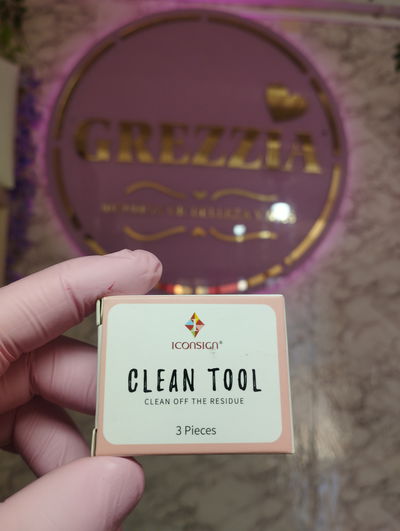 GREZZIA
ICONSIGN®
CLEAN TOOL
CLEAN OFF THE RESIDUE
3 Pieces